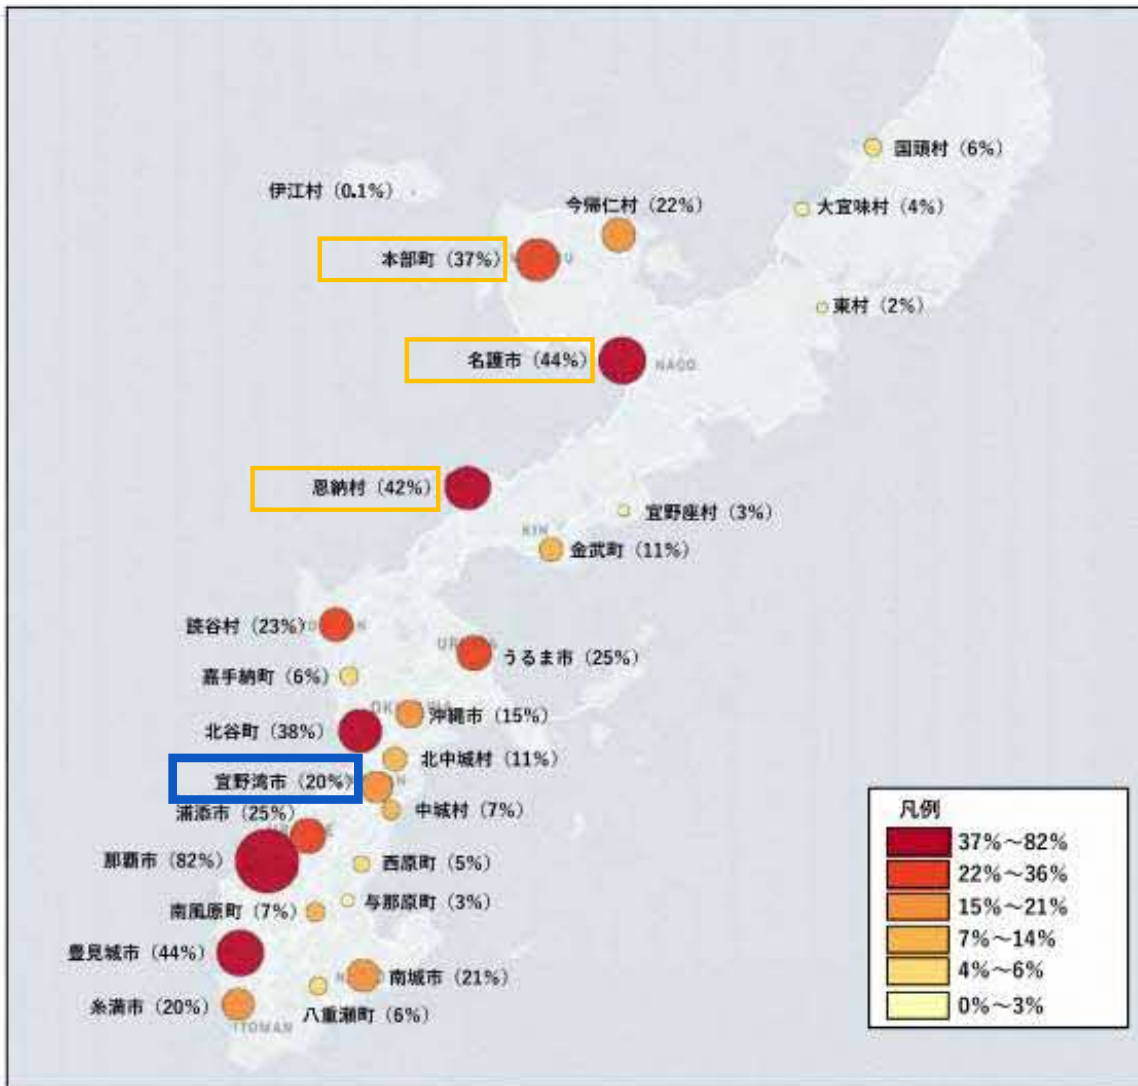 国頭村（6%）
伊江村（0.1%）
今帰仁村（22%）
大宜味村（4%）
本部町（37%）
東村（2%）
名護市（44%）
NAGO
恩納村（42%）
宜野座村（3%）
KIN
金武町（11%）
読谷村（23%）
うるま市（25%）
嘉手納町（6%）
沖縄市（15%）
北谷町（38%）
北中城村（11%）
宜野湾市（20%）
中城村（7%）
浦添市（25%）
那覇市（82%）
西原町（5%）
与那原町（3%）
南風原町（7%）
豊見城市（44%）
南城市（21%）
糸満市（20%）
八重瀬町（6%）
ITOMAN
凡例
37%～82%
22%～36%
15%～21%
7%～14%
4%～6%
0%～3%